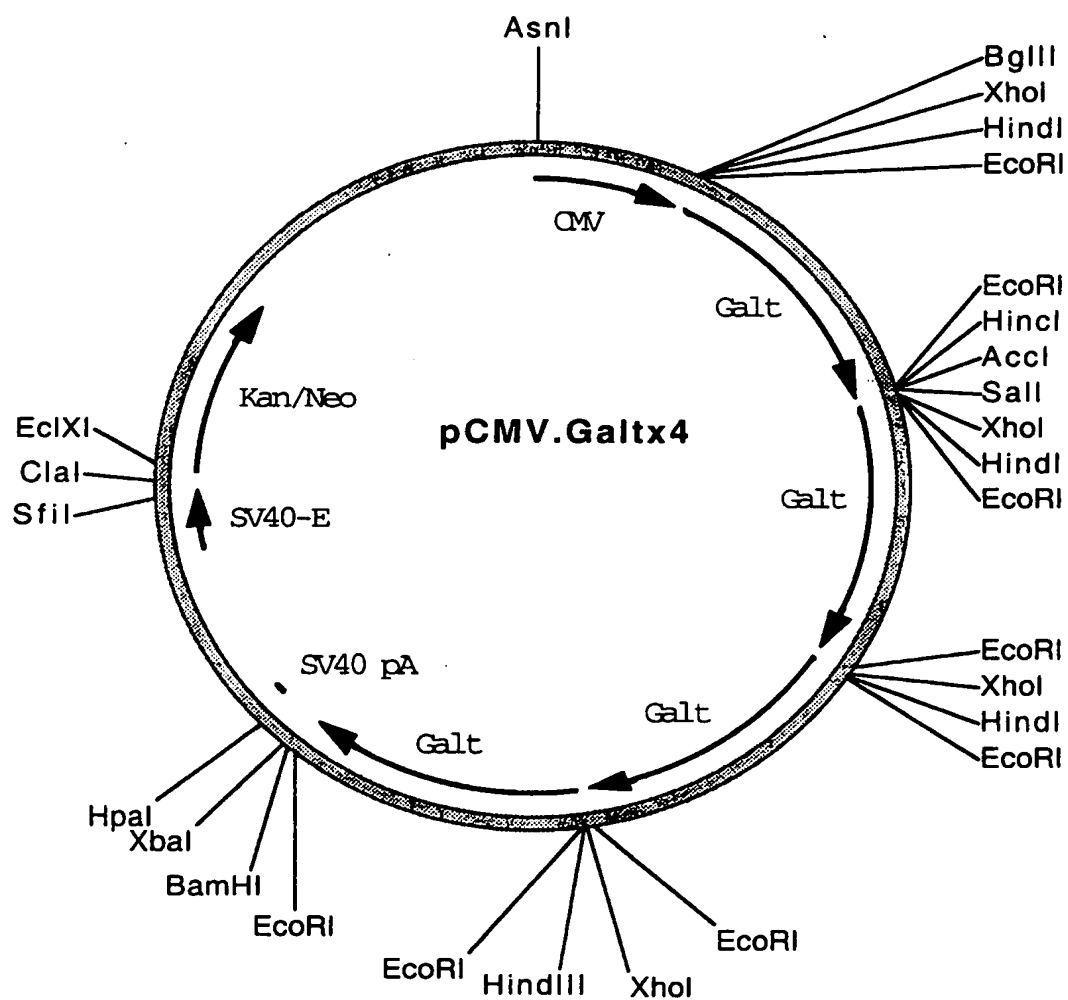 AsnI
BglII
XhoI
HindI
EcoRI
CMV
Galt
EcoRI
HincI
AccI
SalI
XhoI
HindI
EcoRI
Kan/Neo
pCMV.Galtx4
EclXI
ClaI
SfiI
SV40-E
Galt
EcoRI
XhoI
HindI
EcoRI
SV40 pA
Galt
Galt
HpaI
XbaI
BamHI
EcoRI
EcoRI
HindIII
XhoI
EcoRI